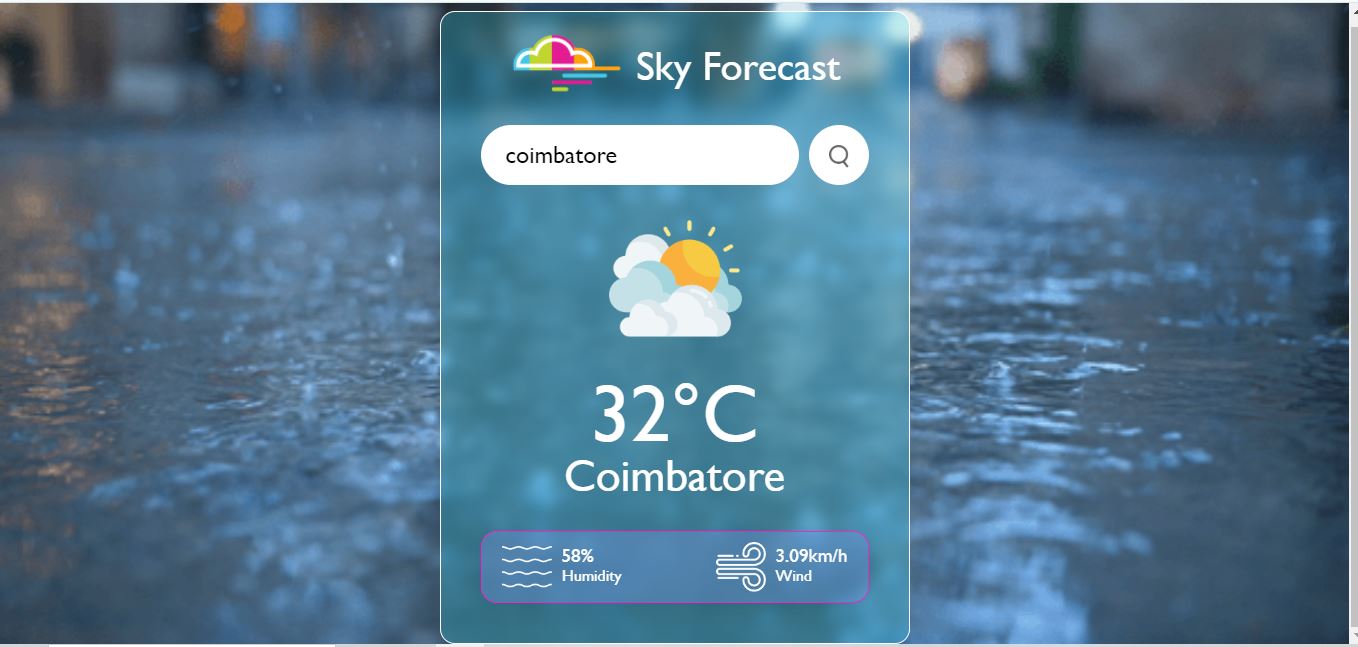 Sky Forecast
coimbatore
32°C
Coimbatore
58%
Humidity
3.09km/h
Wind